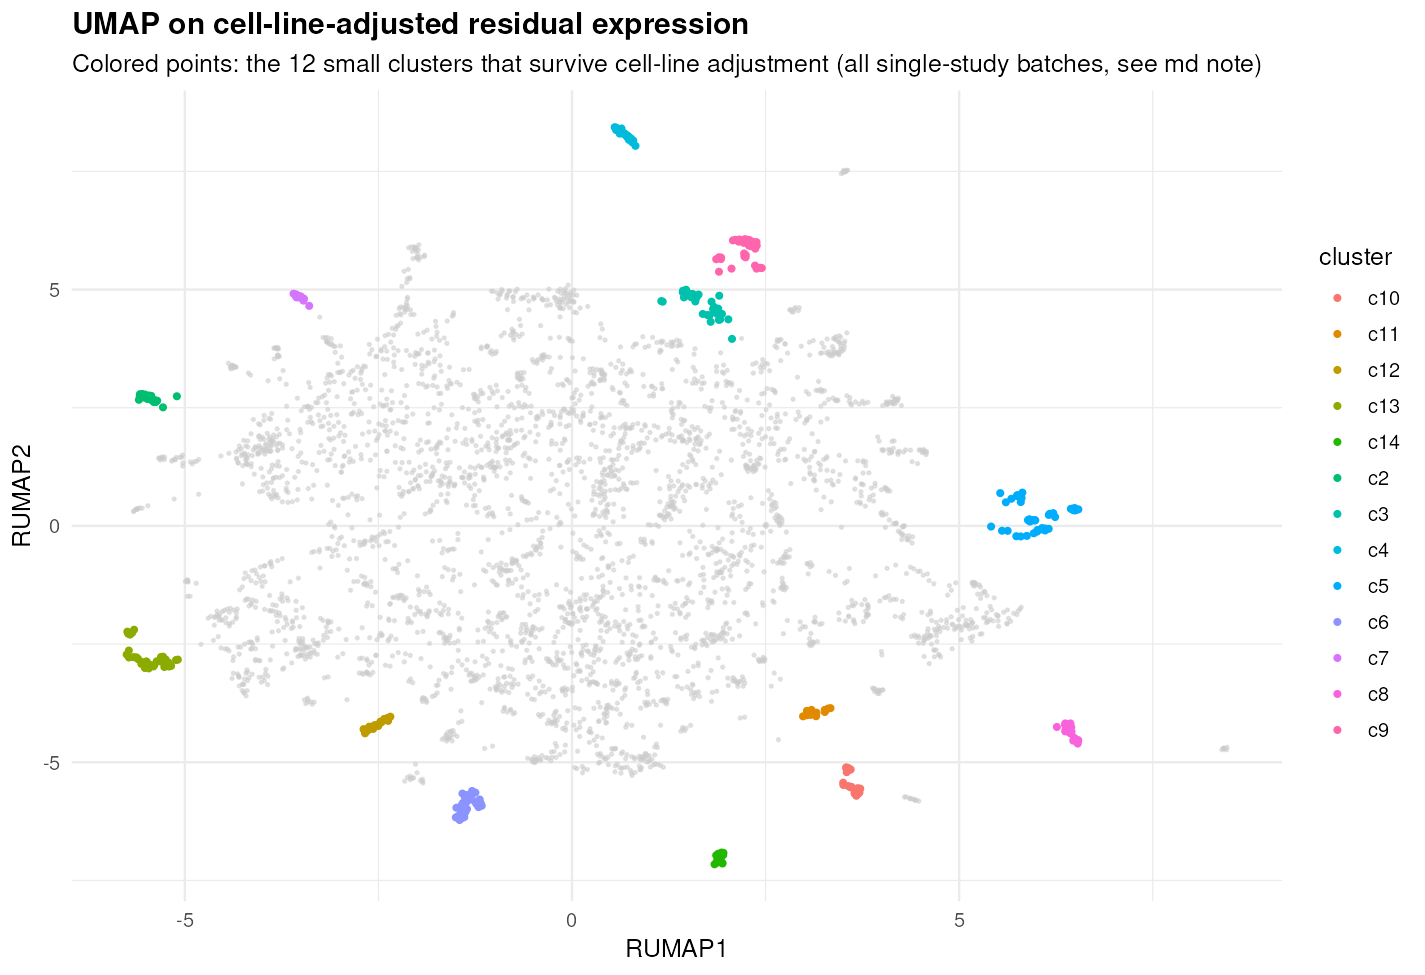 UMAP on cell-line-adjusted residual expression
Colored points: the 12 small clusters that survive cell-line adjustment (all single-study batches, see md note)
5
0
-5
-5
0
5
RUMAP1
RUMAP2
cluster
c10
c11
c12
c13
c14
c2
c3
c4
c5
c6
c7
c8
c9